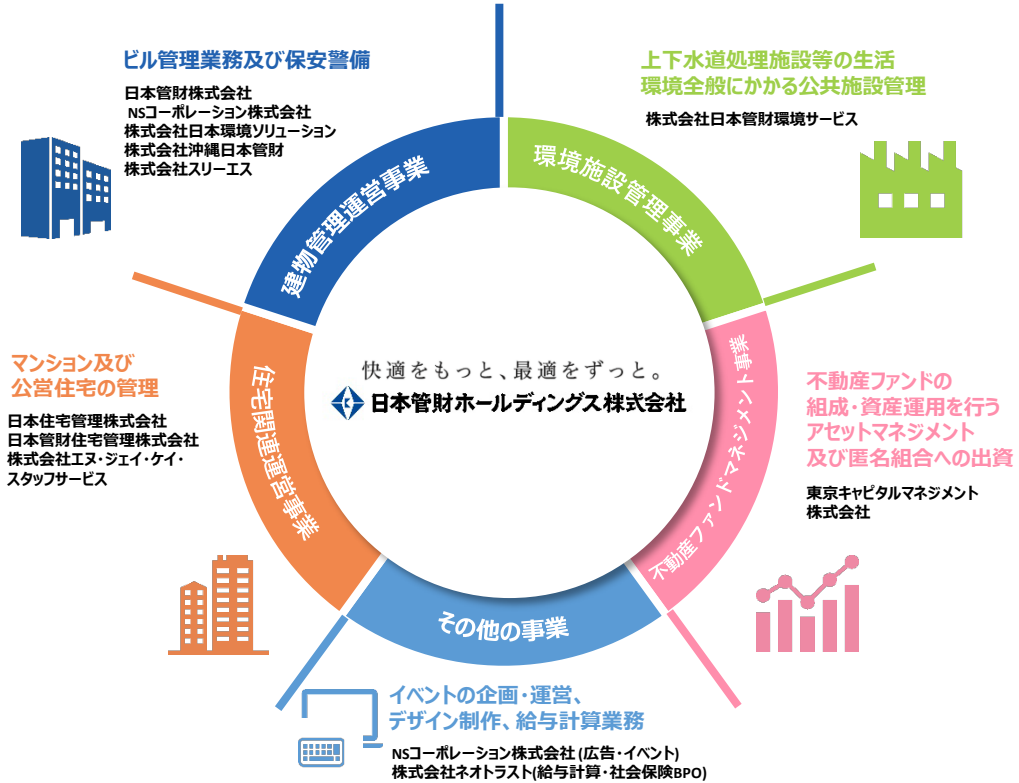 ビル管理業務及び保安警備
日本管財株式会社
NSコーポレーション株式会社
株式会社日本環境ソリューション
株式会社沖縄日本管財
株式会社スリーエス
建物管理運営事業
上下水道処理施設等の生活
環境全般にかかる公共施設管理
株式会社日本管財環境サービス
環境施設管理事業
マンション及び
公営住宅の管理
日本住宅管理株式会社
日本管財住宅管理株式会社
株式会社エヌ・ジェイ・ケイ・
スタッフサービス
住宅関連運営事業
快適をもっと、最適をずっと。
日本管財ホールディングス株式会社
不動産ファンドマネジメント事業
不動産ファンドの
組成・資産運用を行う
アセットマネジメント
及び匿名組合への出資
東京キャピタルマネジメント
株式会社
その他の事業
イベントの企画・運営、
デザイン制作、給与計算業務
NSコーポレーション株式会社 (広告・イベント)
株式会社ネオトラスト(給与計算・社会保険BPO)